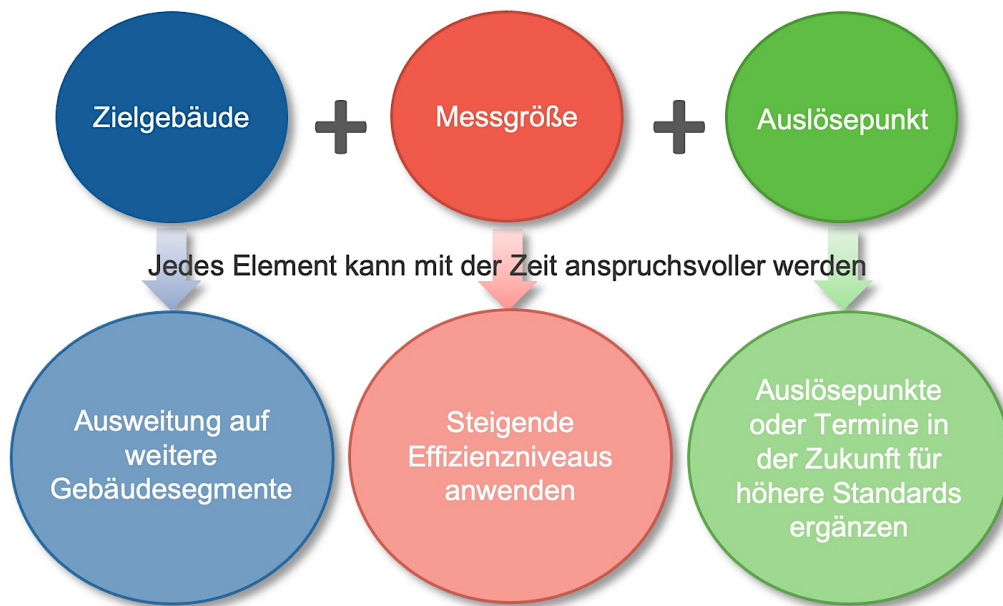 Zielgebäude
Messgröße
Auslösepunkt
Jedes Element kann mit der Zeit anspruchsvoller werden
Ausweitung auf
weitere
Gebäudesegmente
Steigende
Effizienzniveaus
anwenden
Auslösepunkte
oder Termine in
der Zukunft für
höhere Standards
ergänzen